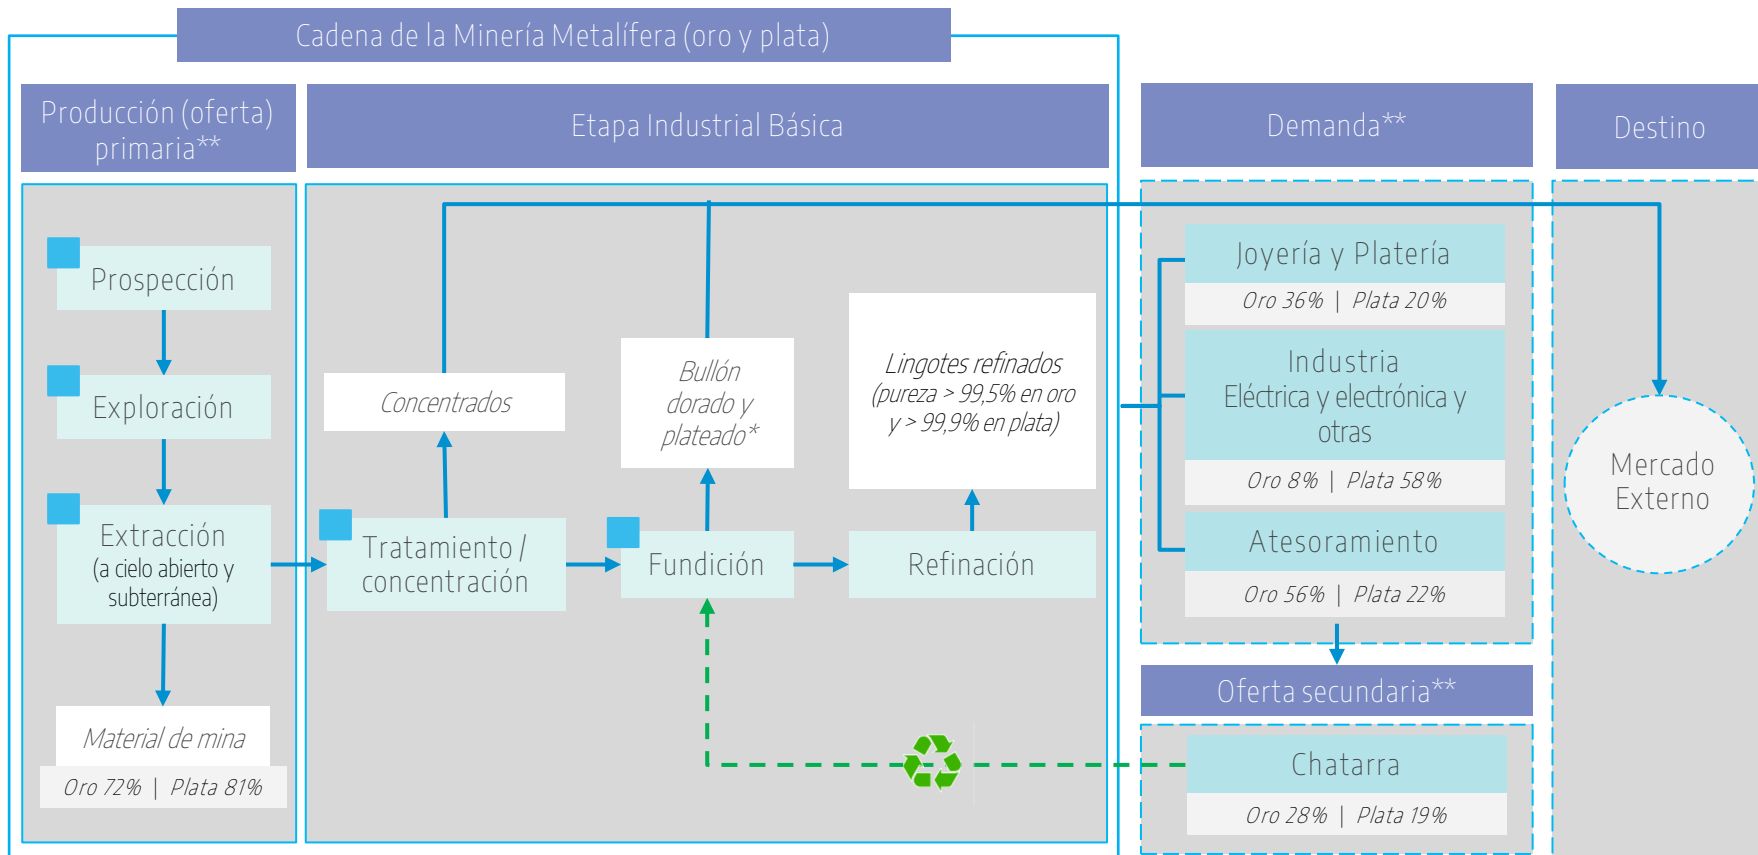 Cadena de la Minería Metalífera (oro y plata)
Producción (oferta)
primaria**
Etapa Industrial Básica
Demanda**
Destino
Prospección
Exploración
Extracción
(a cielo abierto y
subterránea)
Material de mina
Oro 72% | Plata 81%
Concentrados
Tratamiento /
concentración
Bullón
dorado y
plateado*
Fundición
Lingotes refinados
(pureza > 99,5% en oro
y > 99,9% en plata)
Refinación
Joyería y Platería
Oro 36% | Plata 20%
Industria
Eléctrica y electrónica y
otras
Oro 8% | Plata 58%
Atesoramiento
Oro 56% | Plata 22%
Oferta secundaria**
Chatarra
Oro 28% | Plata 19%
Mercado
Externo